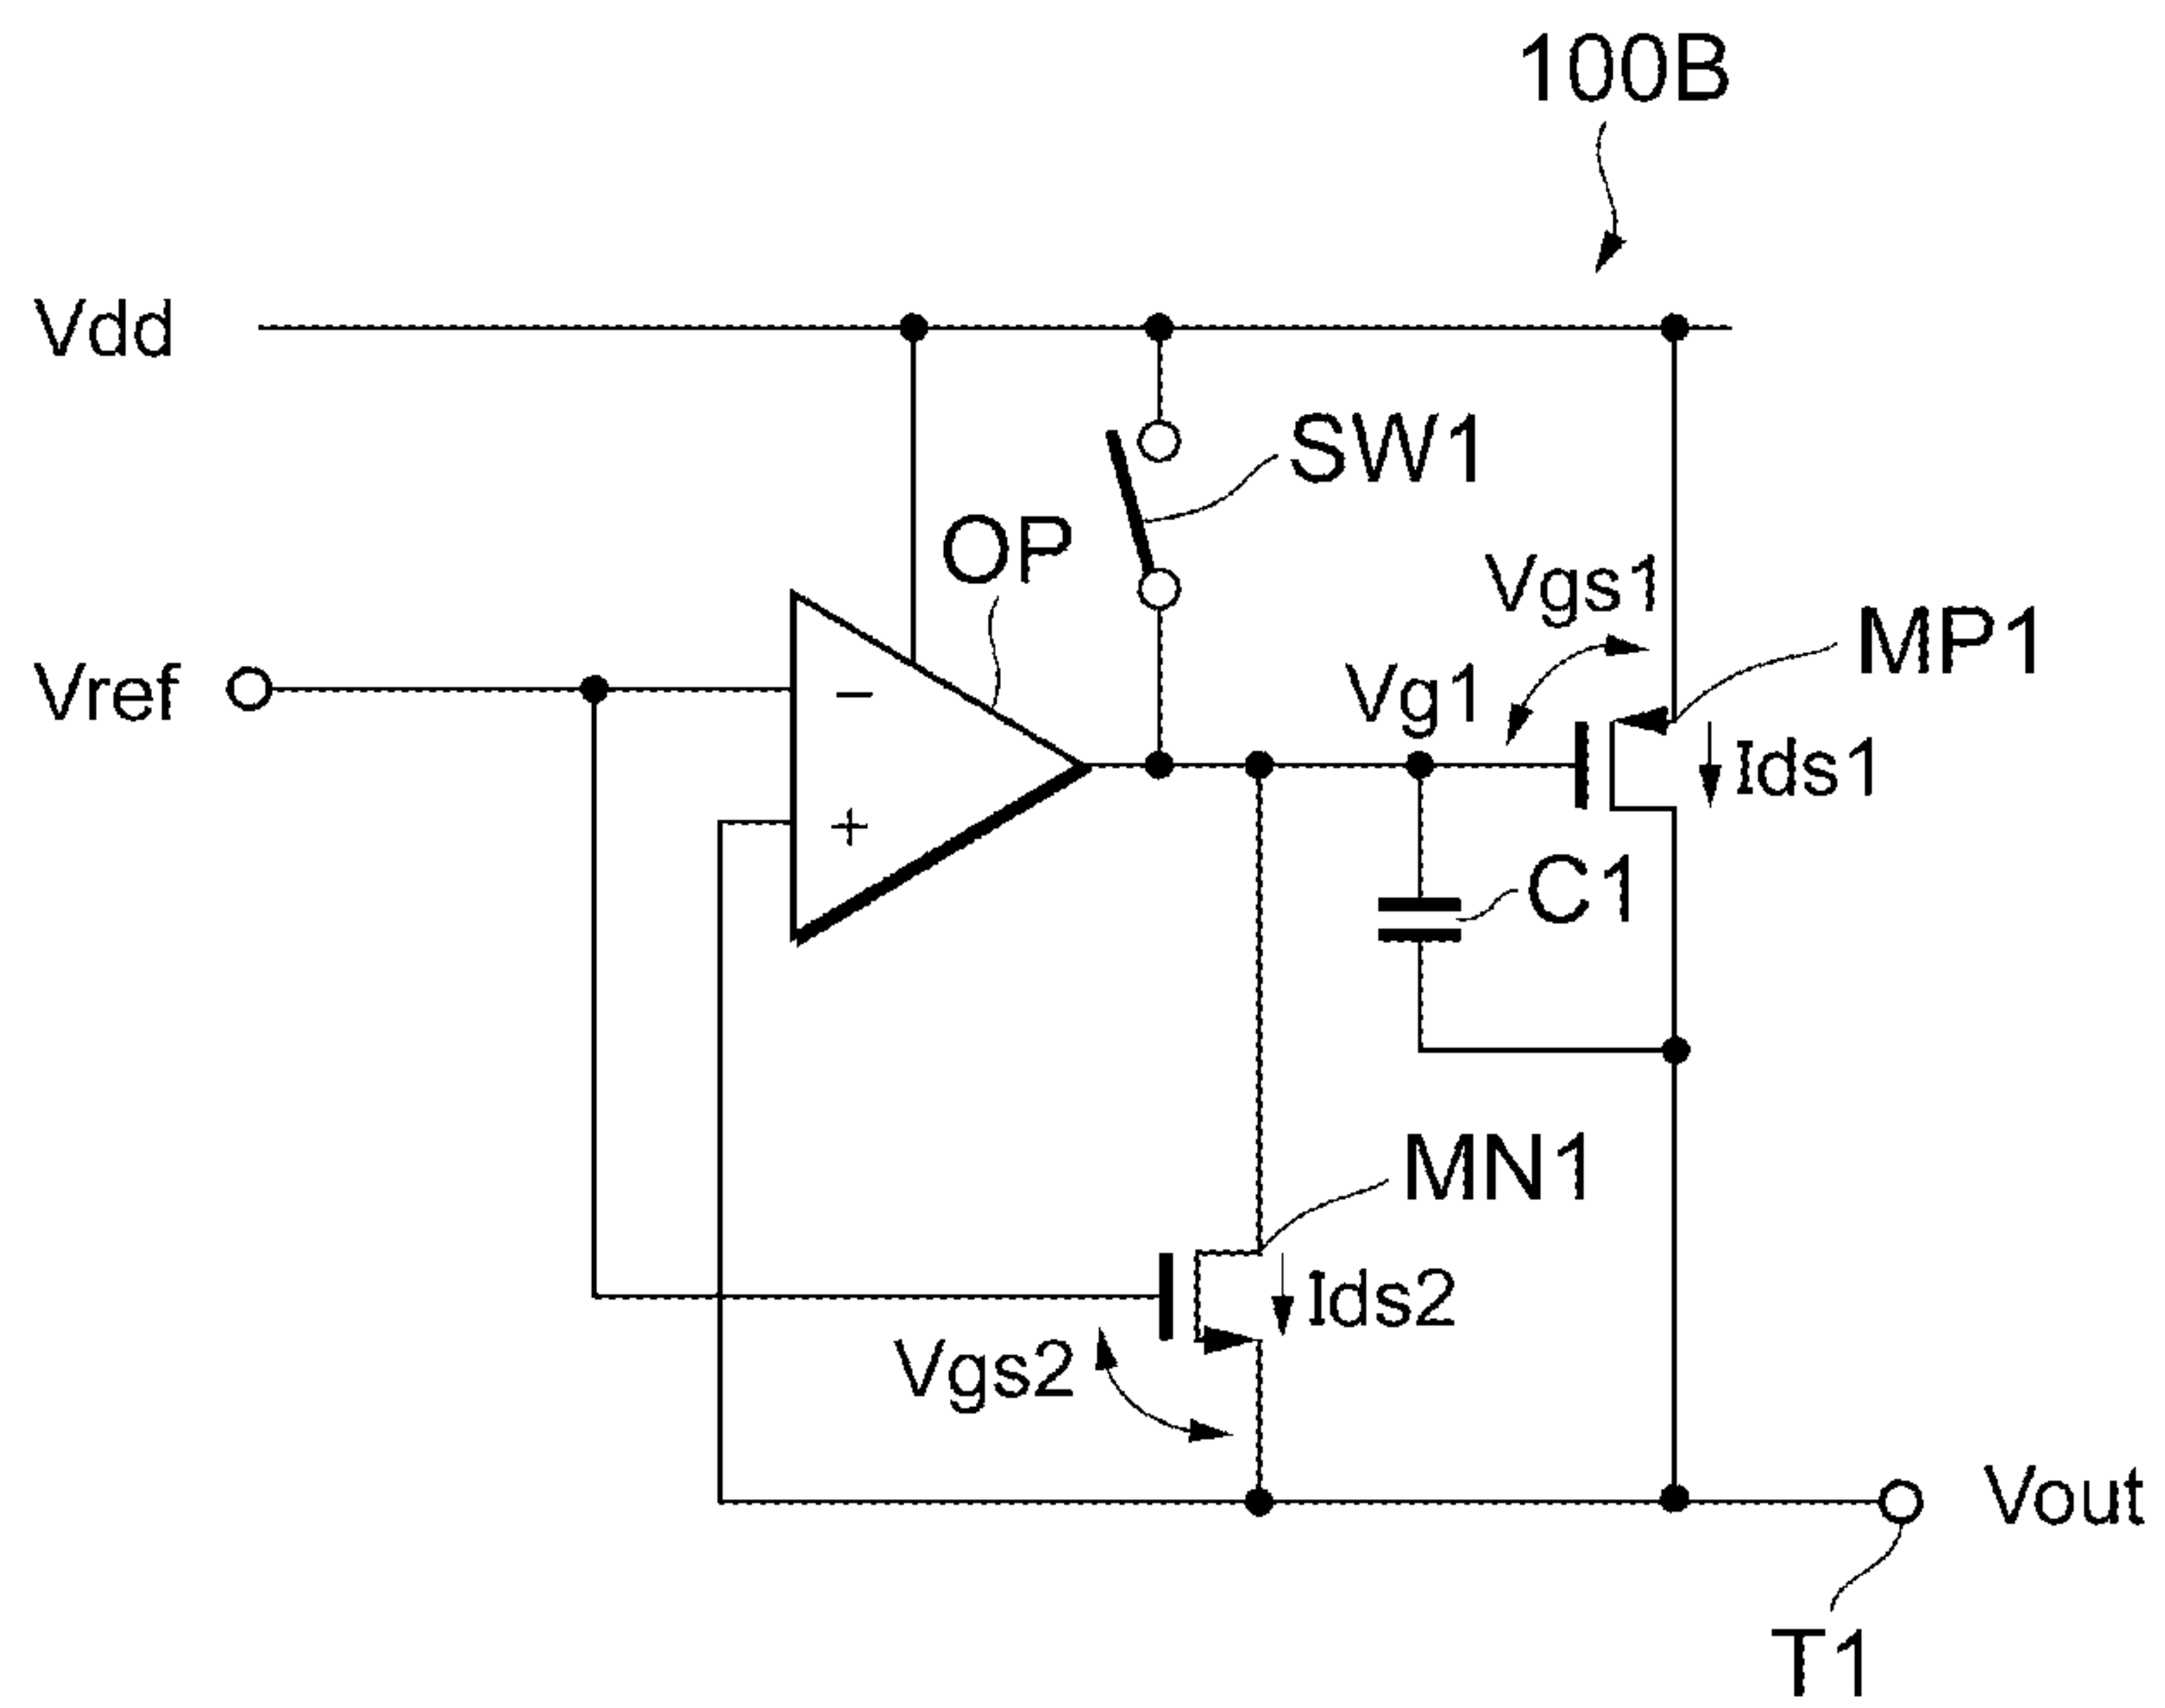 100B
Vdd
SW1
OP
Vgs1
MP1
Vref
Vg1
−
Ids1
+
C1
MN1
Ids2
Vgs2
Vout
T1